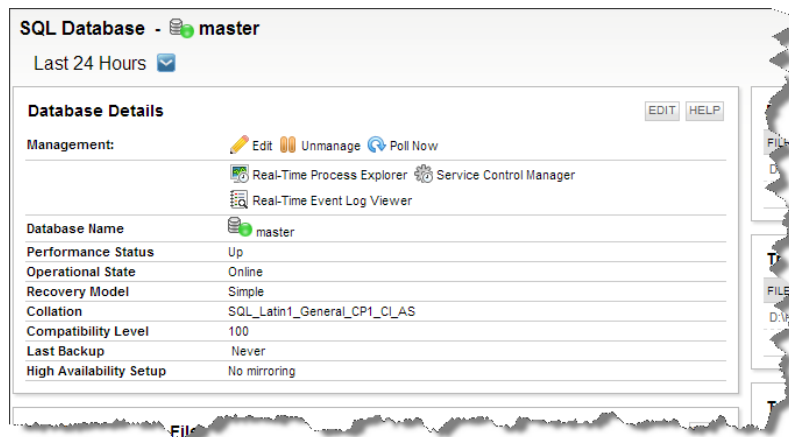 SQL Database - master
Last 24 Hours
Database Details
EDIT HELP
Management: Edit Unmanage Poll Now
Real-Time Process Explorer Service Control Manager
Real-Time Event Log Viewer
Database Name master
Performance Status Up
Operational State Online
Recovery Model Simple
Collation SQL_Latin1_General_CP1_CI_AS
Compatibility Level 100
Last Backup Never
High Availability Setup No mirroring